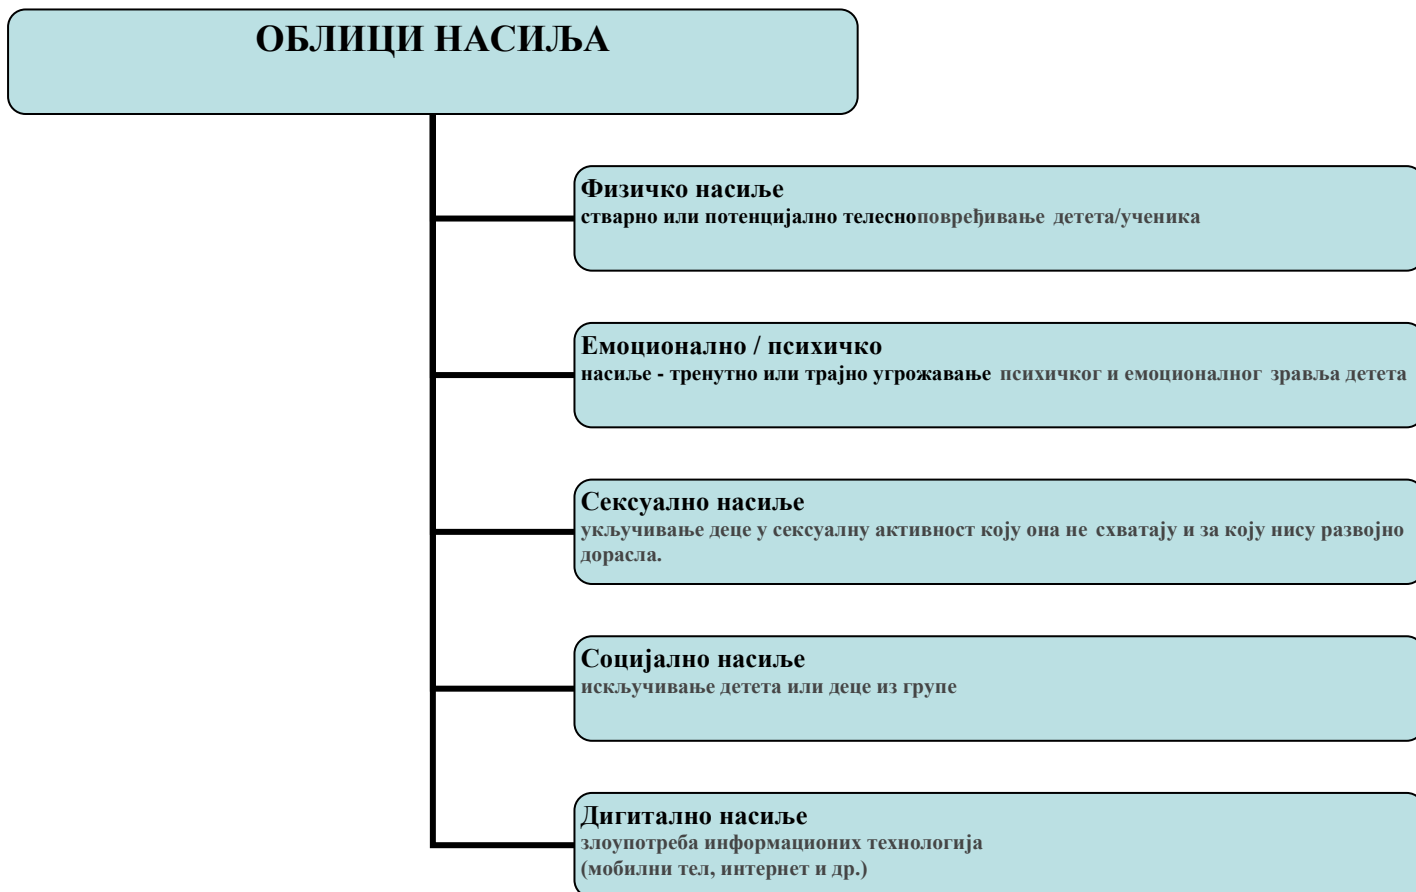 ОБЛИЦИ НАСИЉА
Физичко насиље
стварно или потенцијално телесноповређивање детета/ученика
Емоционално / психичко
насиље - тренутно или трајно угрожавање психичког и емоционалног зравља детета
Сексуално насиље
укључивање деце у сексуалну активност коју она не схватају и за коју нису развојно
дорасла.
Социјално насиље
искључивање детета или деце из групе
Дигитално насиље
злоупотреба информационих технологија
(мобилни тел, интернет и др.)